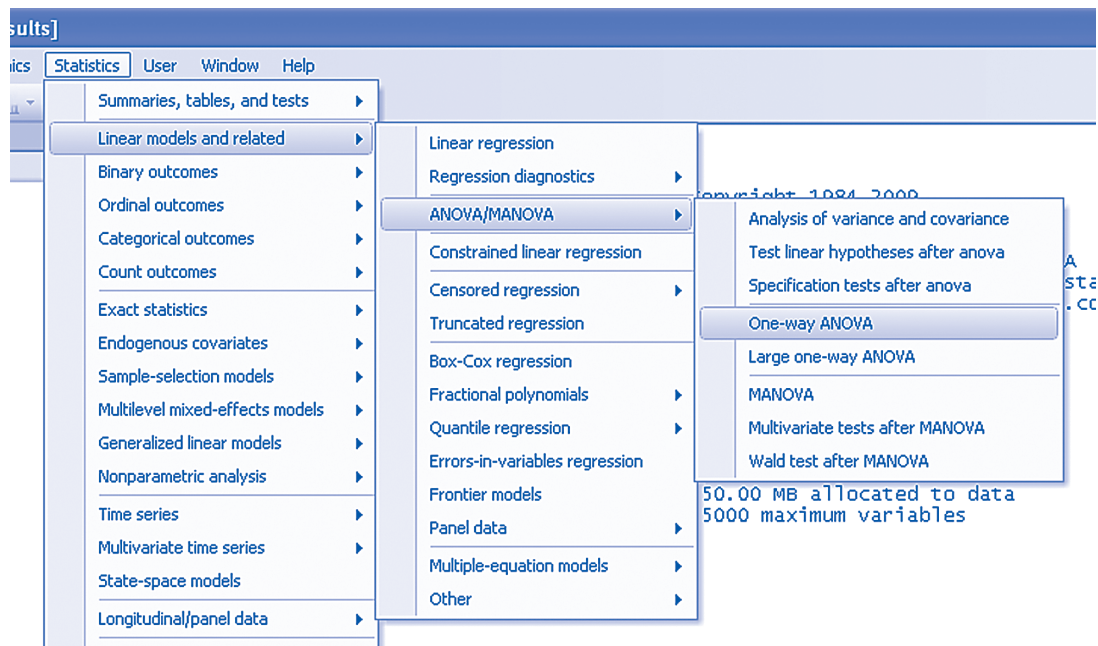 sults]
ics Statistics User Window Help
Summaries, tables, and tests
Linear models and related
Binary outcomes
Ordinal outcomes
Categorical outcomes
Count outcomes
Exact statistics
Endogenous covariates
Sample-selection models
Multilevel mixed-effects models
Generalized linear models
Nonparametric analysis
Time series
Multivariate time series
State-space models
Longitudinal/panel data
Linear regression
Regression diagnostics
ANOVA/MANOVA
Constrained linear regression
Censored regression
Truncated regression
Box-Cox regression
Fractional polynomials
Quantile regression
Errors-in-variables regression
Frontier models
Panel data
Multiple-equation models
Other
opyright 1984-2009
Analysis of variance and covariance
Test linear hypotheses after anova
Specification tests after anova
One-way ANOVA
Large one-way ANOVA
MANOVA
Multivariate tests after MANOVA
Wald test after MANOVA
A
sta
.co
50.00 MB allocated to data
5000 maximum variables